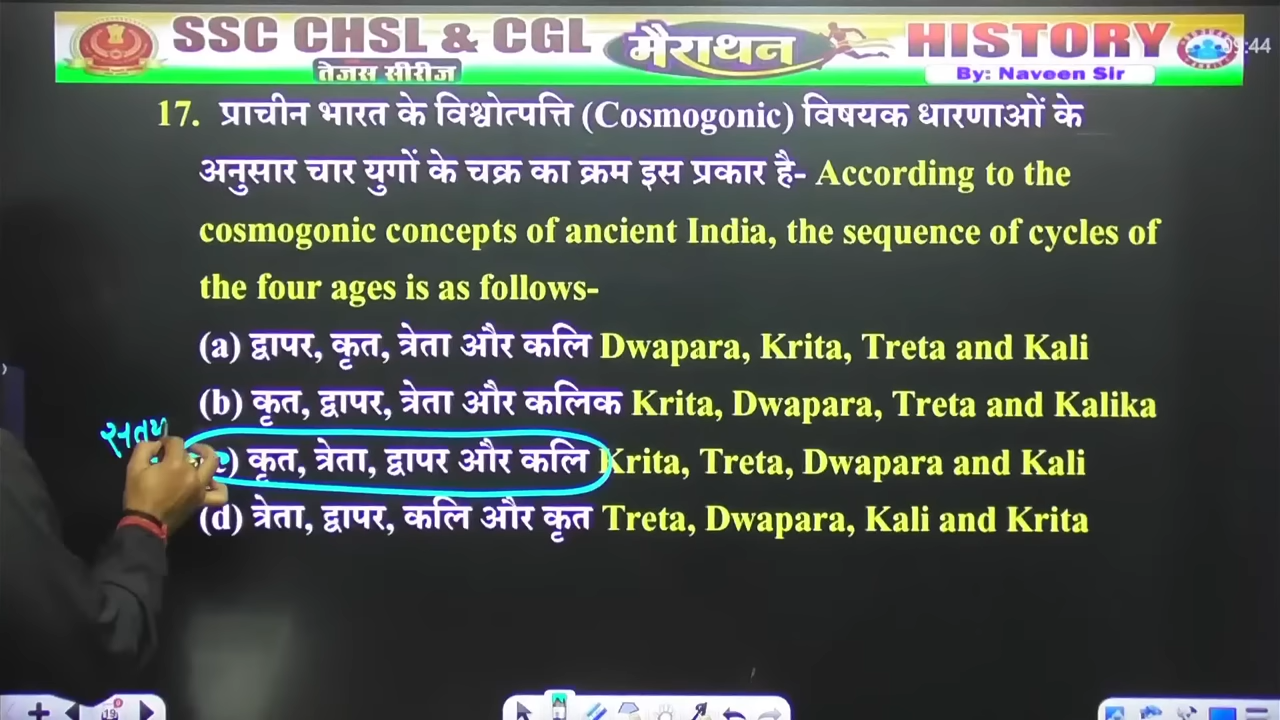 SSC CHSL & CGL मैराथन HISTORY
तेजस सीरीज By: Naveen Sir
17. प्राचीन भारत के विश्वोत्पत्ति (Cosmogonic) विषयक धारणाओं के
अनुसार चार युगों के चक्र का क्रम इस प्रकार है- According to the
cosmogonic concepts of ancient India, the sequence of cycles of
the four ages is as follows-
(a) द्वापर, कृत, त्रेता और कलि Dwapara, Krita, Treta and Kali
(b) कृत, द्वापर, त्रेता और कलिक Krita, Dwapara, Treta and Kalika
c) कृत, त्रेता, द्वापर और कलि Krita, Treta, Dwapara and Kali
(d) त्रेता, द्वापर, कलि और कृत Treta, Dwapara, Kali and Krita